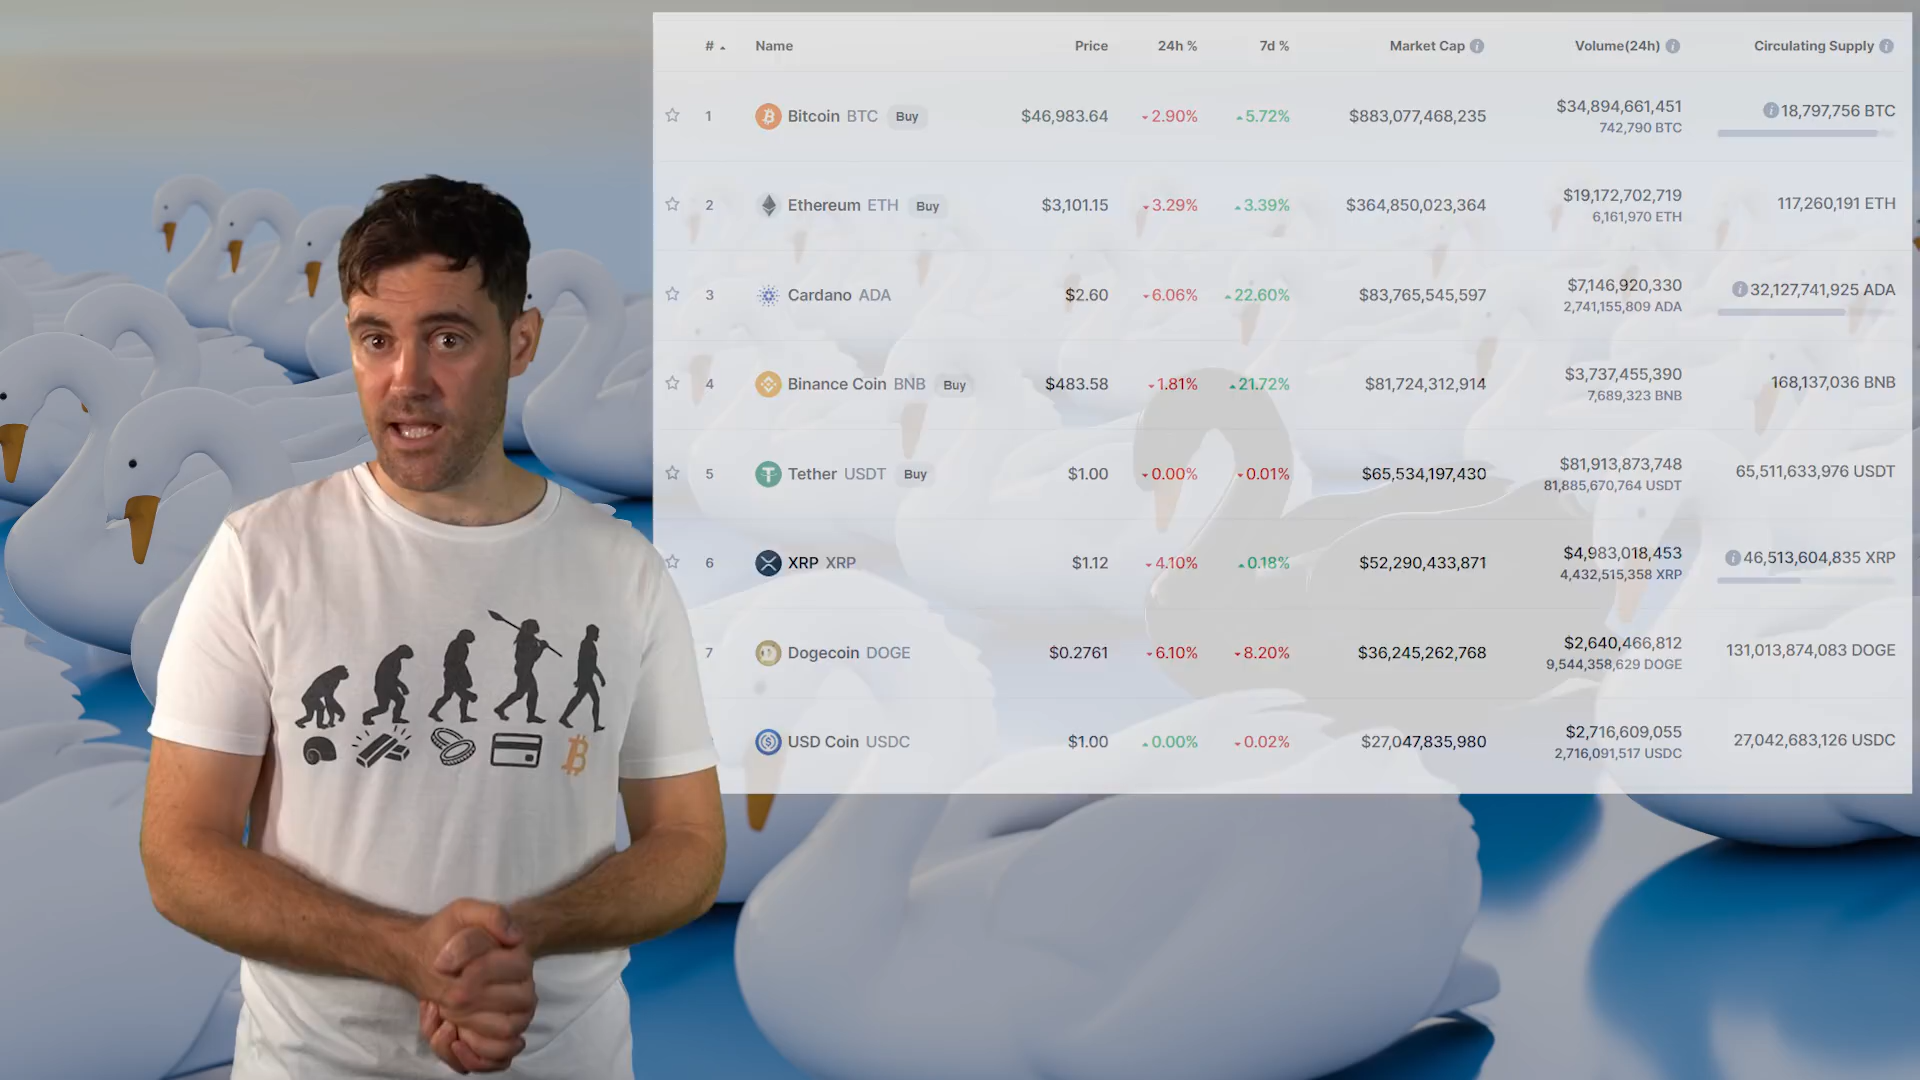 # Name Price 24h % 7d % Market Cap Volume(24h) Circulating Supply
1 Bitcoin BTC Buy $46,983.64 2.90% 5.72% $883,077,468,235 $34,894,661,451 18,797,756 BTC
742,790 BTC
2 Ethereum ETH Buy $3,101.15 3.29% 3.39% $364,850,023,364 $19,172,702,719 117,260,191 ETH
6,161,970 ETH
3 Cardano ADA $2.60 6.06% 22.60% $83,765,545,597 $7,146,920,330 32,127,741,925 ADA
2,741,155,809 ADA
4 Binance Coin BNB Buy $483.58 1.81% 21.72% $81,724,312,914 $3,737,455,390 168,137,036 BNB
7,689,323 BNB
5 Tether USDT Buy $1.00 0.00% 0.01% $65,534,197,430 $81,913,873,748 65,511,633,976 USDT
81,885,670,764 USDT
6 XRP XRP $1.12 4.10% 0.18% $52,290,433,871 $4,983,018,453 46,513,604,835 XRP
4,432,515,358 XRP
7 Dogecoin DOGE $0.2761 6.10% 8.20% $36,245,262,768 $2,640,466,812 131,013,874,083 DOGE
9,544,358,629 DOGE
USD Coin USDC $1.00 0.00% 0.02% $27,047,835,980 $2,716,609,055 27,042,683,126 USDC
2,716,091,517 USDC